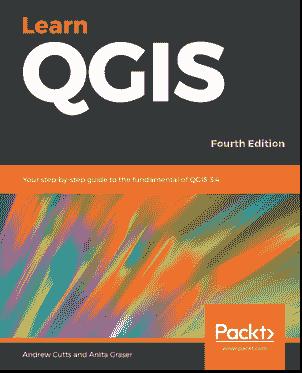 Learn
QGIS
Fourth Edition
Your step-by-step guide to the fundamental of QGIS 3.4
Packt>
www.packt.com
Andrew Cutts and Anita Graser